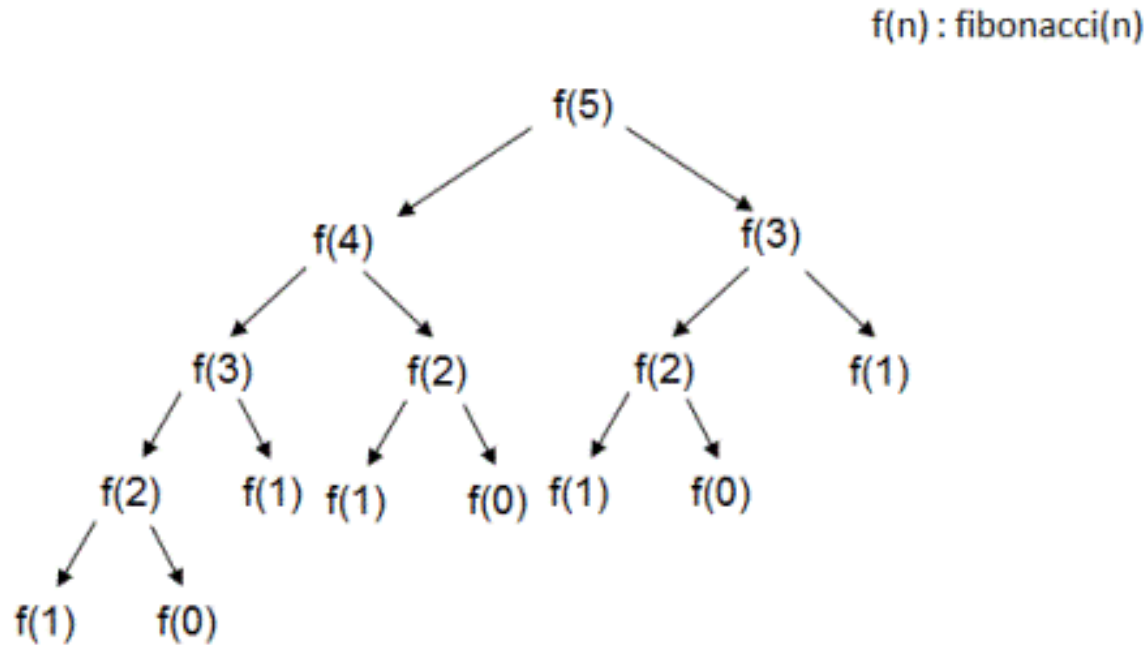 f(n) : fibonacci(n)
f(5)
f(4) f(3)
f(3) f(2) f(2) f(1)
f(2) f(1) f(1) f(0) f(1) f(0)
f(1) f(0)